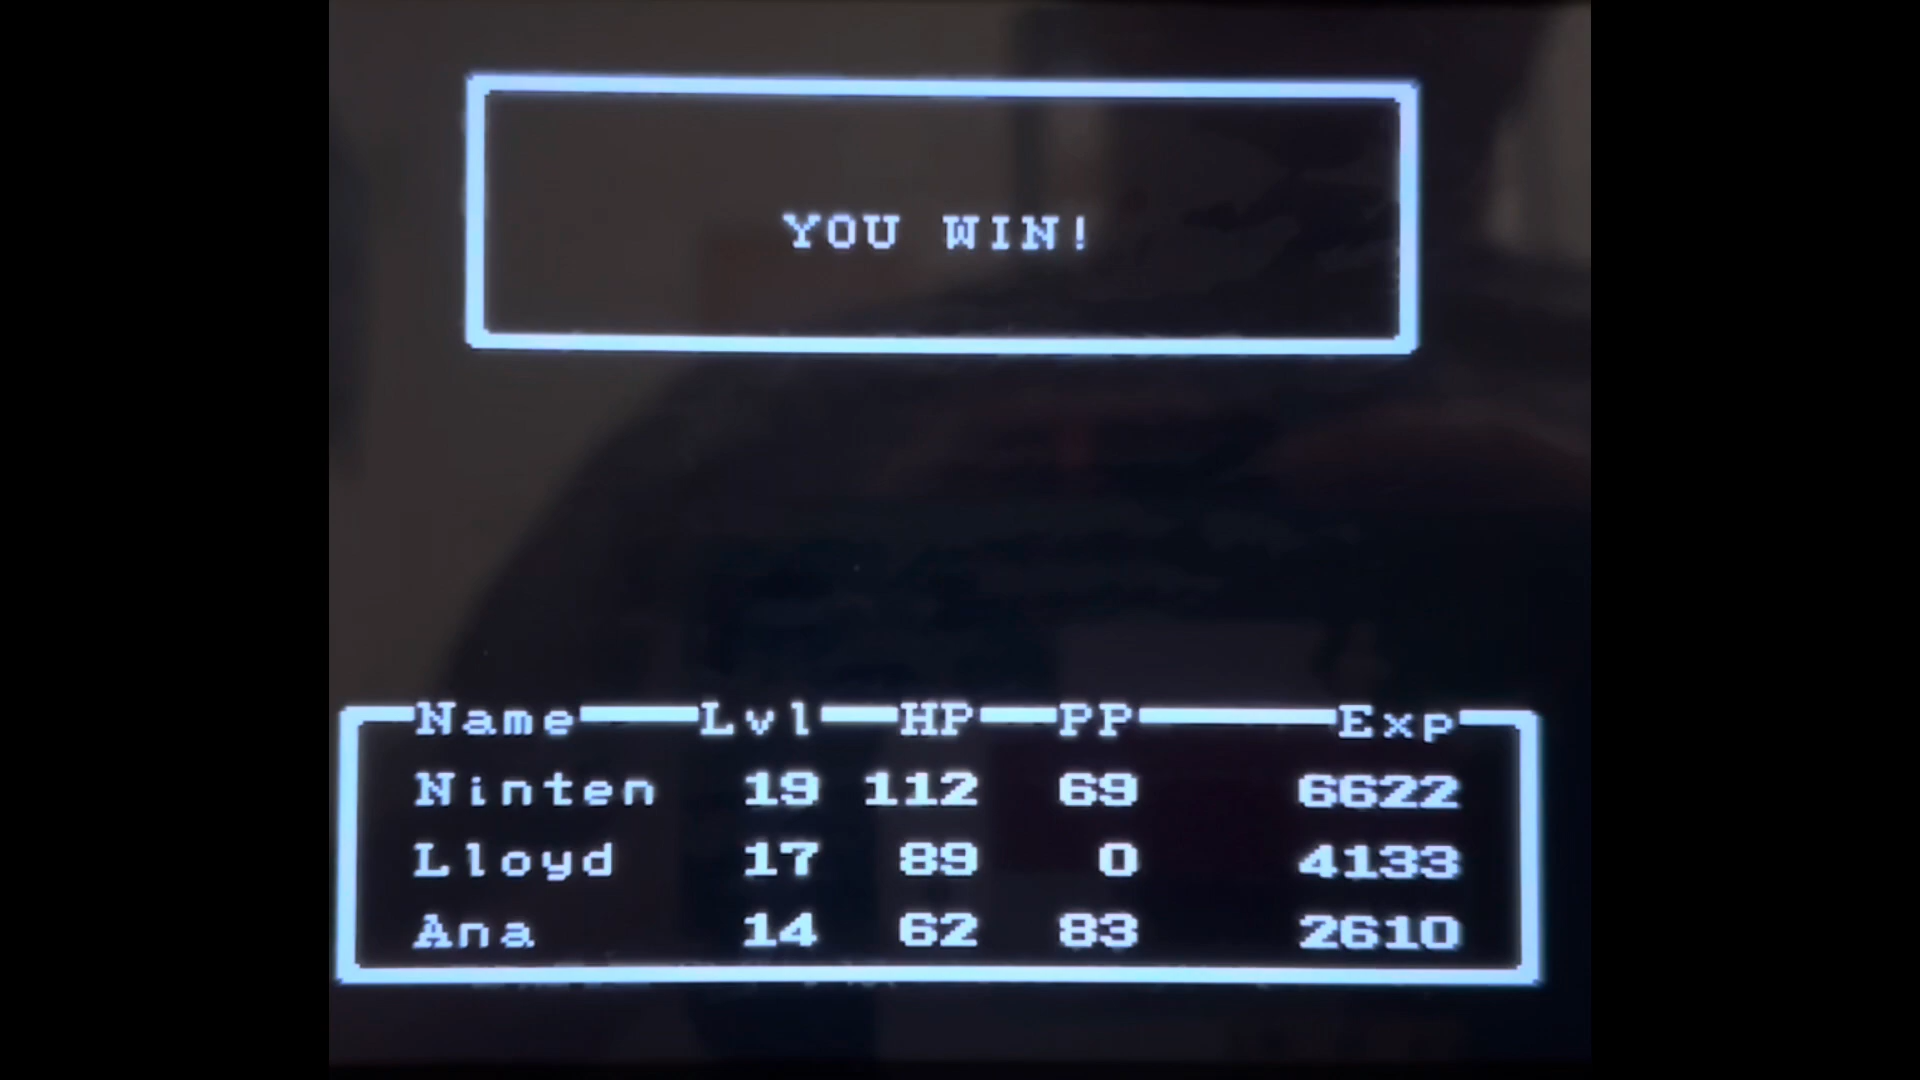 YOU WIN!
Name Lvl HP PP Exp
Ninten 19 112 69 6622
Lloyd 17 89 0 4133
Ana 14 62 83 2610